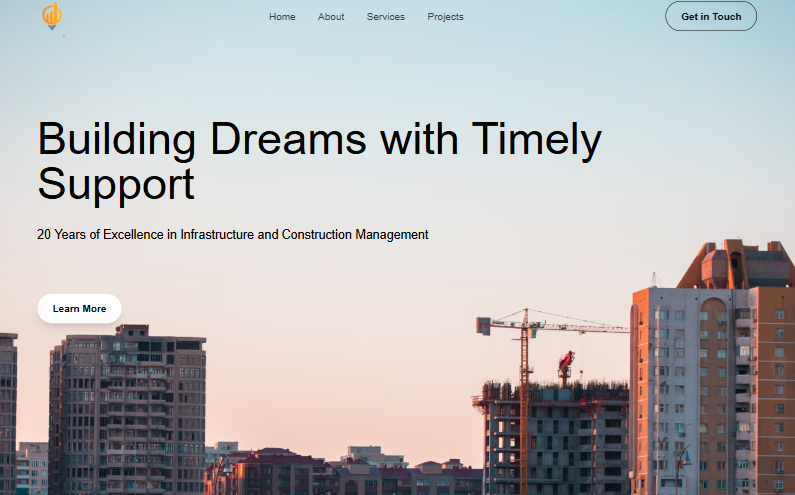 Home About Services Projects Get in Touch
Building Dreams with Timely
Support
20 Years of Excellence in Infrastructure and Construction Management
Learn More